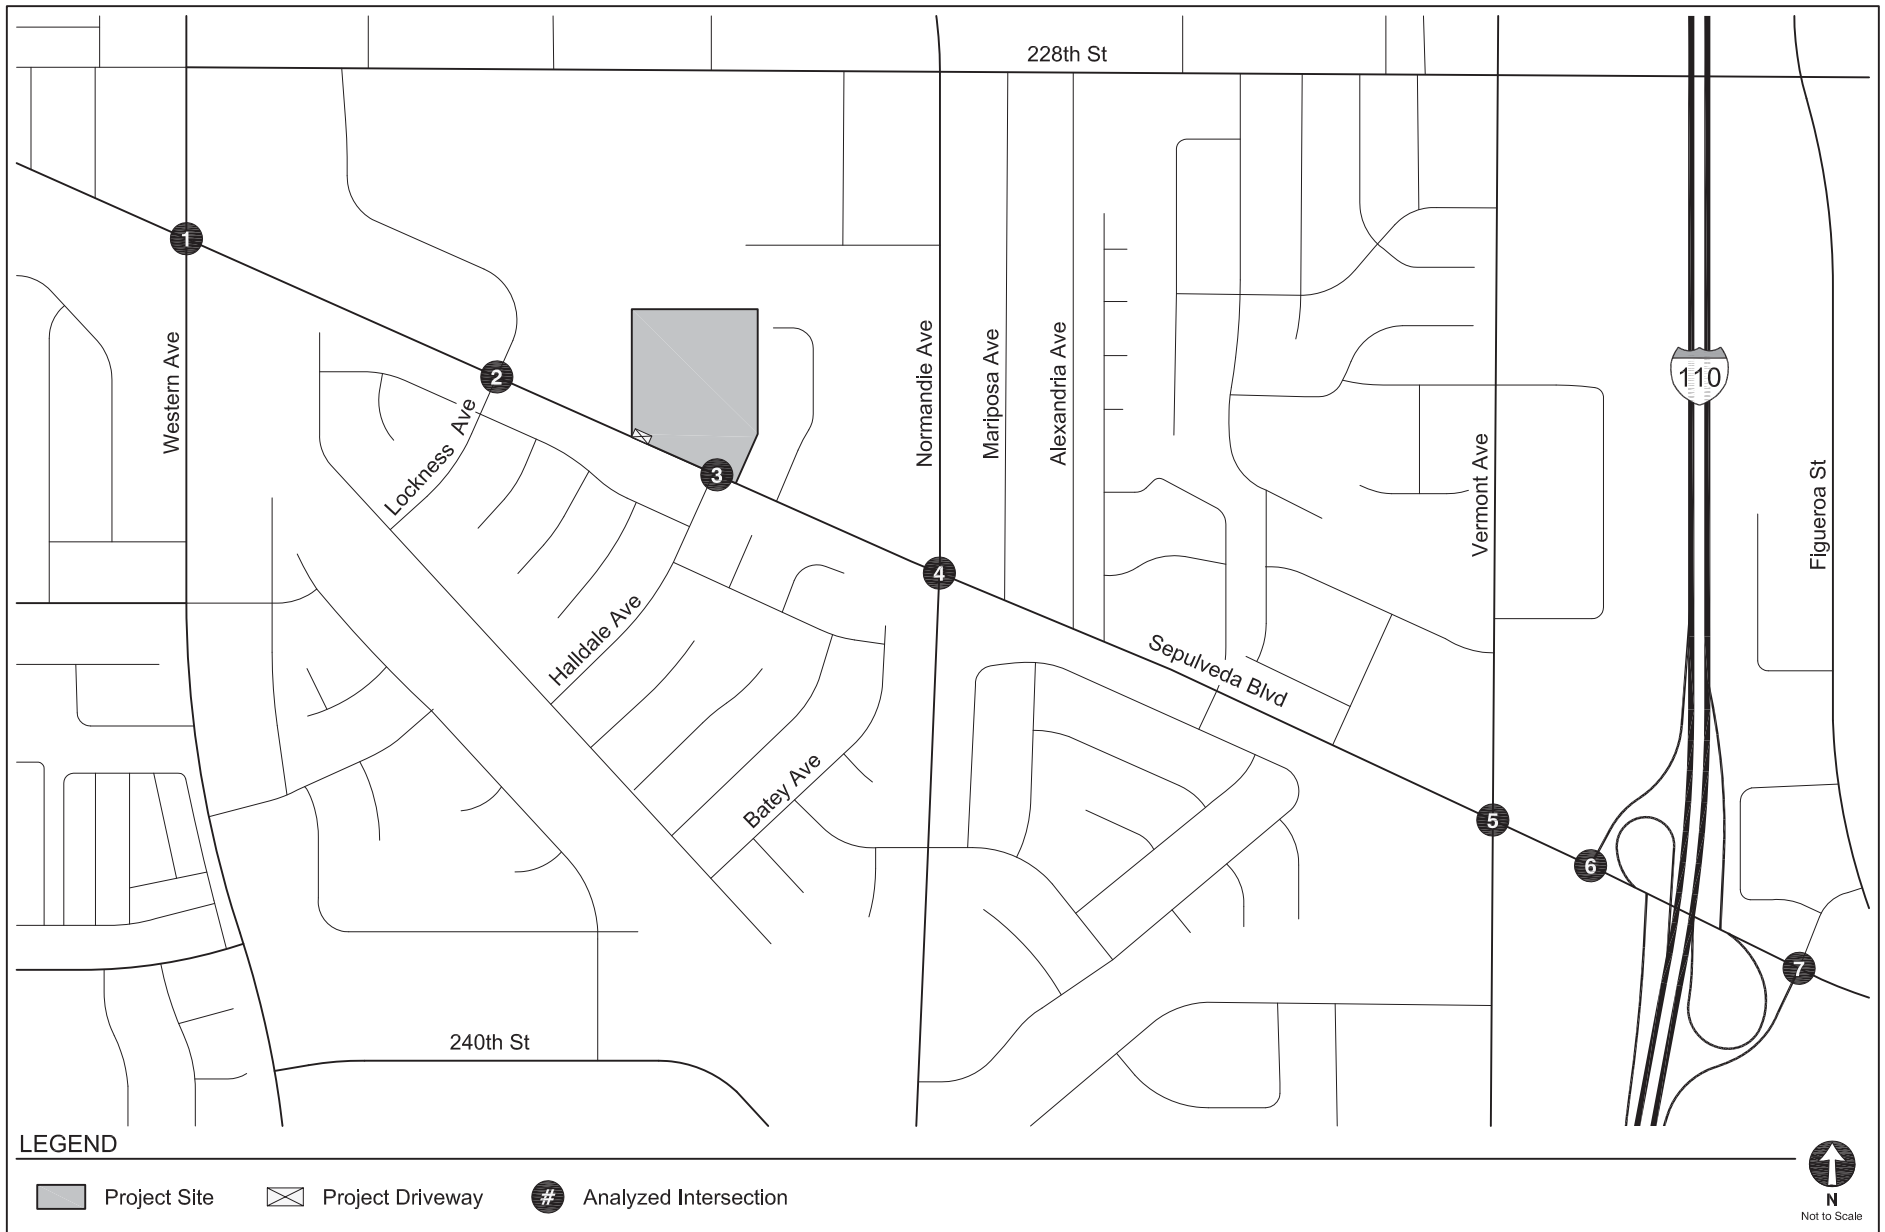 228th St
1
Western Ave
2
Lockness Ave
3
Halldale Ave
Batey Ave
4
Normandie Ave
Mariposa Ave
Alexandria Ave
Sepulveda Blvd
Vermont Ave
5
6
110
Figueroa St
7
240th St
LEGEND
Project Site
Project Driveway
# Analyzed Intersection
N
Not to Scale